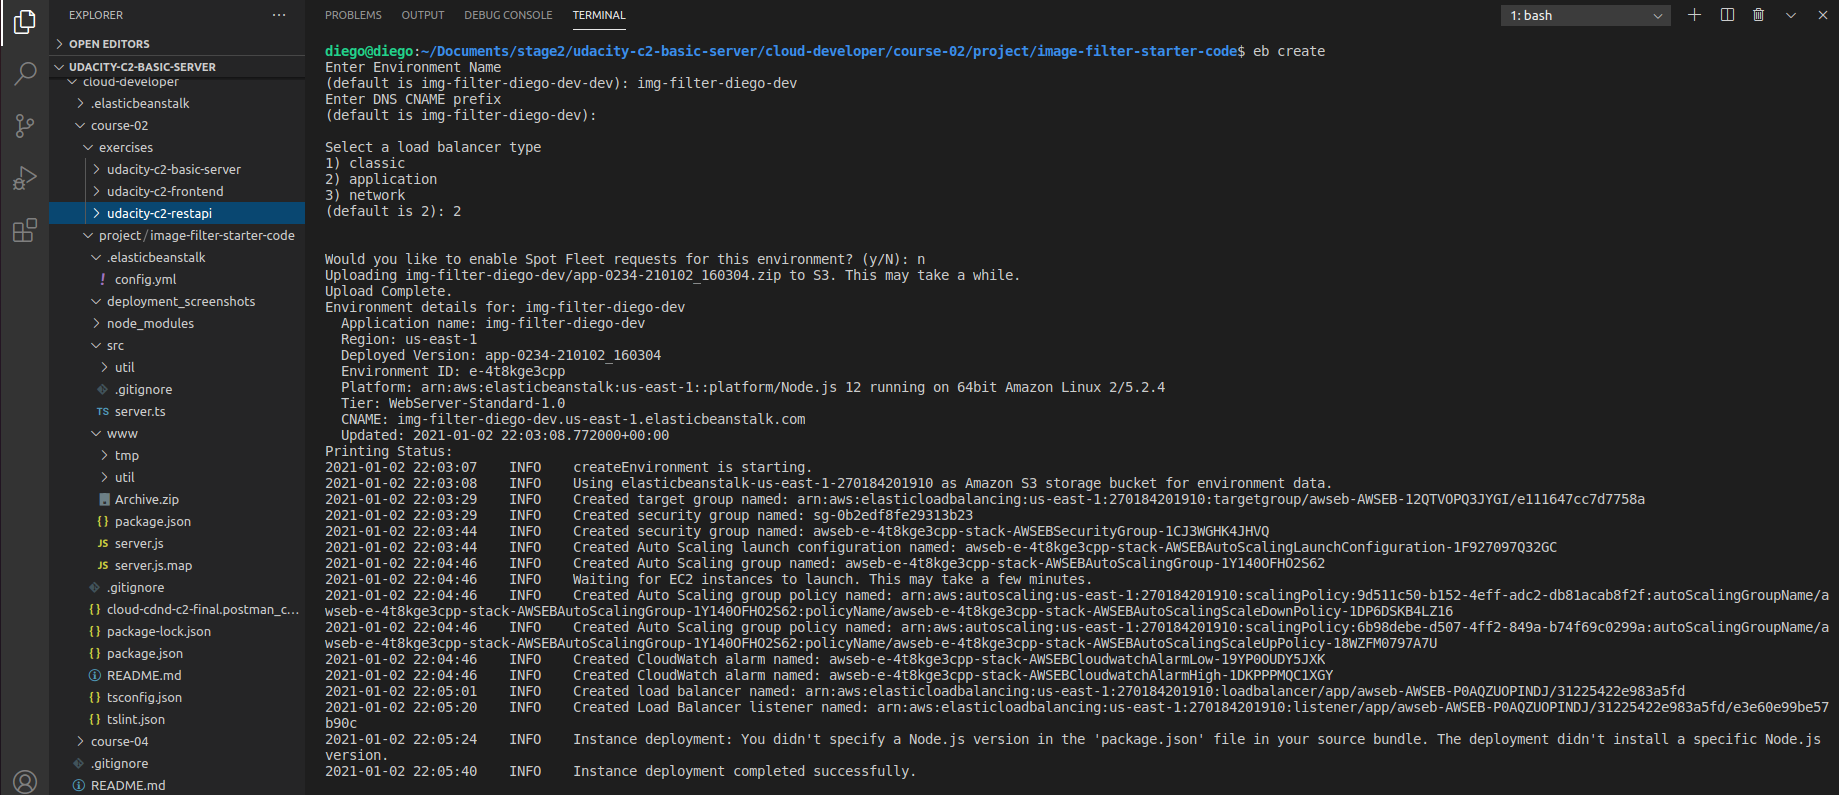 EXPLORER
OPEN EDITORS
UDACITY-C2-BASIC-SERVER
cloud-developer
.elasticbeanstalk
course-02
exercises
udacity-c2-basic-server
udacity-c2-frontend
udacity-c2-restapi
project/image-filter-starter-code
.elasticbeanstalk
! config.yml
deployment_screenshots
node_modules
src
util
.gitignore
TS server.ts
www
tmp
util
Archive.zip
{} package.json
JS server.js
JS server.js.map
.gitignore
{} cloud-cdnd-c2-final.postman_c...
{} package-lock.json
{} package.json
README.md
{} tsconfig.json
{} tslint.json
course-04
.gitignore
README.md
PROBLEMS OUTPUT DEBUG CONSOLE TERMINAL 1: bash
diego@diego:~/Documents/stage2/udacity-c2-basic-server/cloud-developer/course-02/project/image-filter-starter-code$ eb create
Enter Environment Name
(default is img-filter-diego-dev-dev): img-filter-diego-dev
Enter DNS CNAME prefix
(default is img-filter-diego-dev):
Select a load balancer type
1) classic
2) application
3) network
(default is 2): 2
Would you like to enable Spot Fleet requests for this environment? (y/N): n
Uploading img-filter-diego-dev/app-0234-210102_160304.zip to S3. This may take a while.
Upload Complete.
Environment details for: img-filter-diego-dev
Application name: img-filter-diego-dev
Region: us-east-1
Deployed Version: app-0234-210102_160304
Environment ID: e-4t8kge3cpp
Platform: arn:aws:elasticbeanstalk:us-east-1::platform/Node.js 12 running on 64bit Amazon Linux 2/5.2.4
Tier: WebServer-Standard-1.0
CNAME: img-filter-diego-dev.us-east-1.elasticbeanstalk.com
Updated: 2021-01-02 22:03:08.772000+00:00
Printing Status:
2021-01-02 22:03:07 INFO createEnvironment is starting.
2021-01-02 22:03:08 INFO Using elasticbeanstalk-us-east-1-270184201910 as Amazon S3 storage bucket for environment data.
2021-01-02 22:03:29 INFO Created target group named: arn:aws:elasticloadbalancing:us-east-1:270184201910:targetgroup/awseb-AWSEB-12QTVOPQ3JYGI/e111647cc7d7758a
2021-01-02 22:03:29 INFO Created security group named: sg-0b2edf8fe29313b23
2021-01-02 22:03:44 INFO Created security group named: awseb-e-4t8kge3cpp-stack-AWSEBSecurityGroup-1CJ3WGHK4JHVQ
2021-01-02 22:03:44 INFO Created Auto Scaling launch configuration named: awseb-e-4t8kge3cpp-stack-AWSEBAutoScalingLaunchConfiguration-1F927097Q32GC
2021-01-02 22:04:46 INFO Created Auto Scaling group named: awseb-e-4t8kge3cpp-stack-AWSEBAutoScalingGroup-1Y140OFHO2S62
2021-01-02 22:04:46 INFO Waiting for EC2 instances to launch. This may take a few minutes.
2021-01-02 22:04:46 INFO Created Auto Scaling group policy named: arn:aws:autoscaling:us-east-1:270184201910:scalingPolicy:9d511c50-b152-4eff-adc2-db81acab8f2f:autoScalingGroupName/a
wseb-e-4t8kge3cpp-stack-AWSEBAutoScalingGroup-1Y140OFHO2S62:policyName/awseb-e-4t8kge3cpp-stack-AWSEBAutoScalingScaleDownPolicy-1DP6DSKB4LZ16
2021-01-02 22:04:46 INFO Created Auto Scaling group policy named: arn:aws:autoscaling:us-east-1:270184201910:scalingPolicy:6b98debe-d507-4ff2-849a-b74f69c0299a:autoScalingGroupName/a
wseb-e-4t8kge3cpp-stack-AWSEBAutoScalingGroup-1Y140OFHO2S62:policyName/awseb-e-4t8kge3cpp-stack-AWSEBAutoScalingScaleUpPolicy-18WZFM0797A7U
2021-01-02 22:04:46 INFO Created CloudWatch alarm named: awseb-e-4t8kge3cpp-stack-AWSEBCloudwatchAlarmLow-19YP0OUDY5JXK
2021-01-02 22:04:46 INFO Created CloudWatch alarm named: awseb-e-4t8kge3cpp-stack-AWSEBCloudwatchAlarmHigh-1DKPPPMQC1XGY
2021-01-02 22:05:01 INFO Created load balancer named: arn:aws:elasticloadbalancing:us-east-1:270184201910:loadbalancer/app/awseb-AWSEB-P0AQZUOPINDJ/31225422e983a5fd
2021-01-02 22:05:20 INFO Created Load Balancer listener named: arn:aws:elasticloadbalancing:us-east-1:270184201910:listener/app/awseb-AWSEB-P0AQZUOPINDJ/31225422e983a5fd/e3e60e99be57
b90c
2021-01-02 22:05:24 INFO Instance deployment: You didn't specify a Node.js version in the 'package.json' file in your source bundle. The deployment didn't install a specific Node.js
version.
2021-01-02 22:05:40 INFO Instance deployment completed successfully.